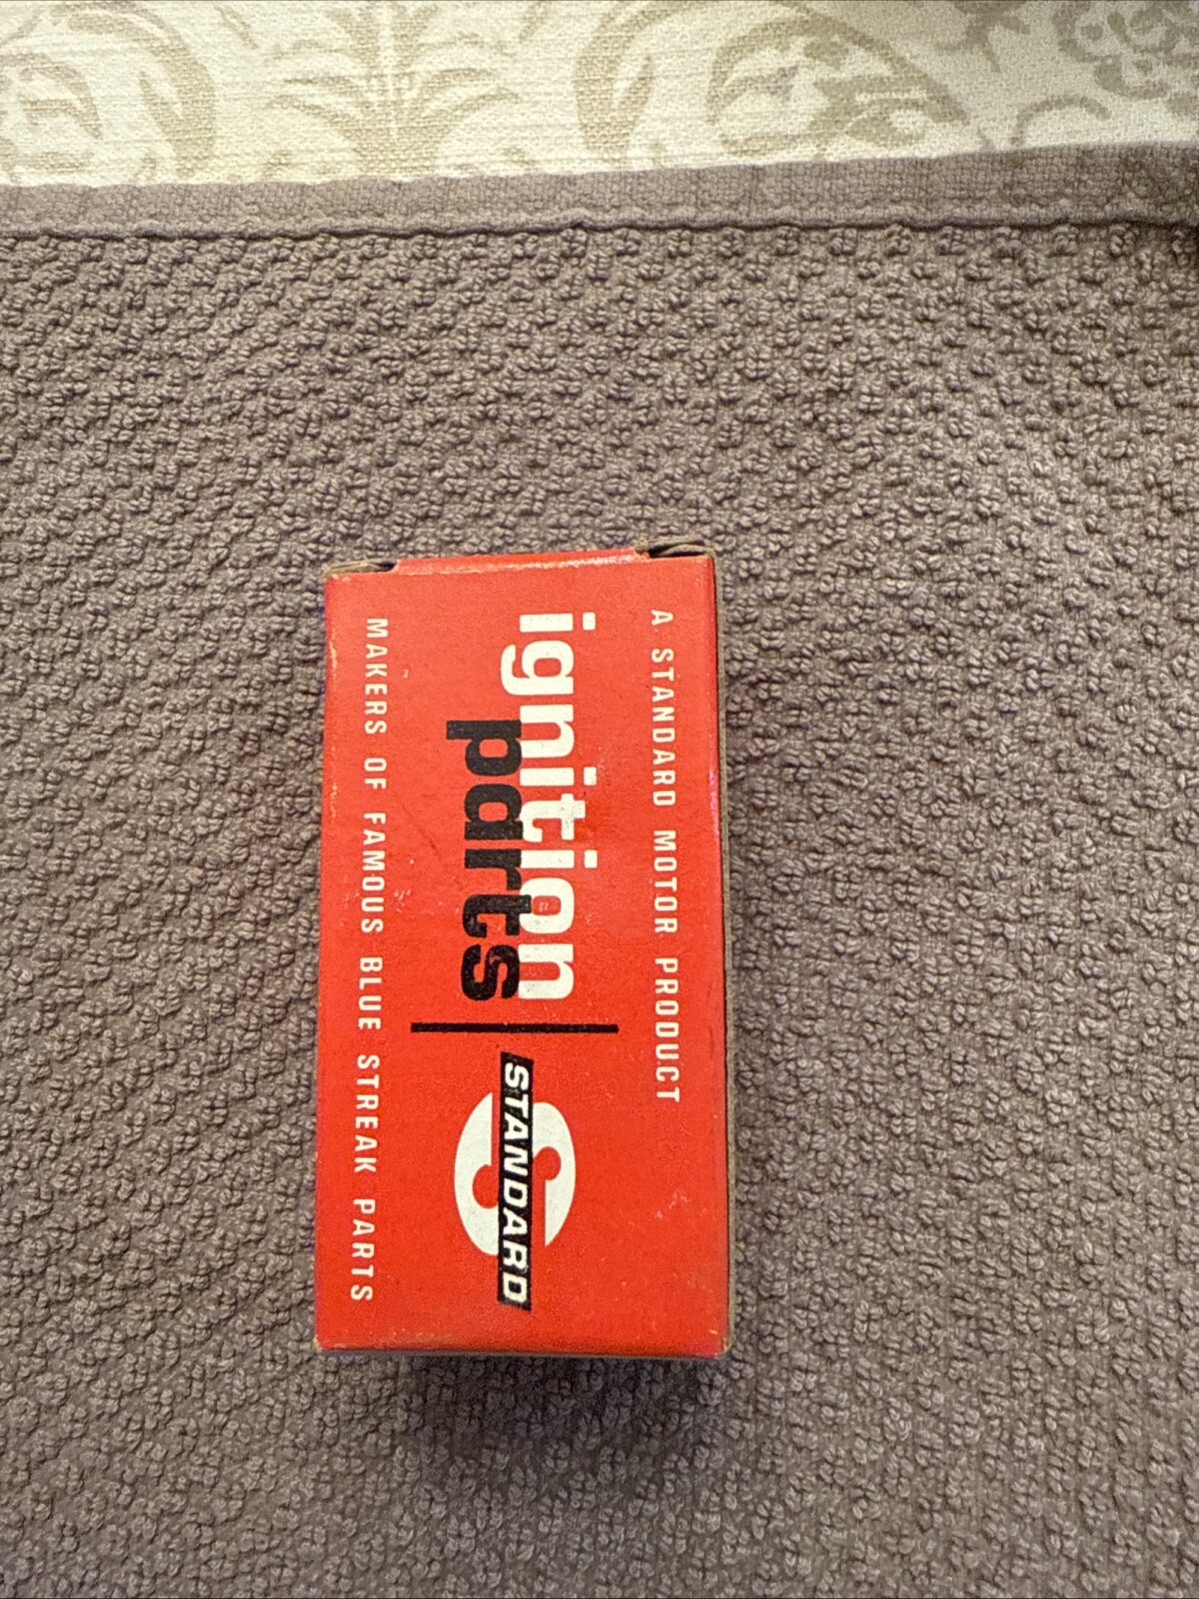 A STANDARD MOTOR PRODUCT
ignition
parts
STANDARD
MAKERS OF FAMOUS BLUE STREAK PARTS